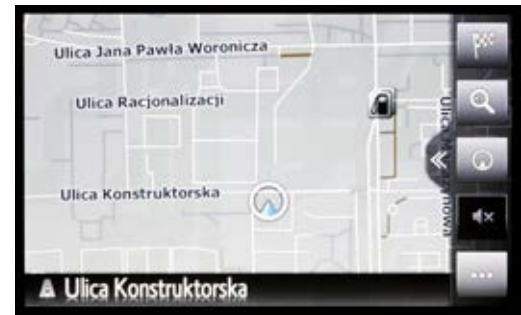 Ulica Jana Pawła Woronicza
Ulica Racjonalizacji
Ulica Konstruktorska
Ulica Konstruktorska